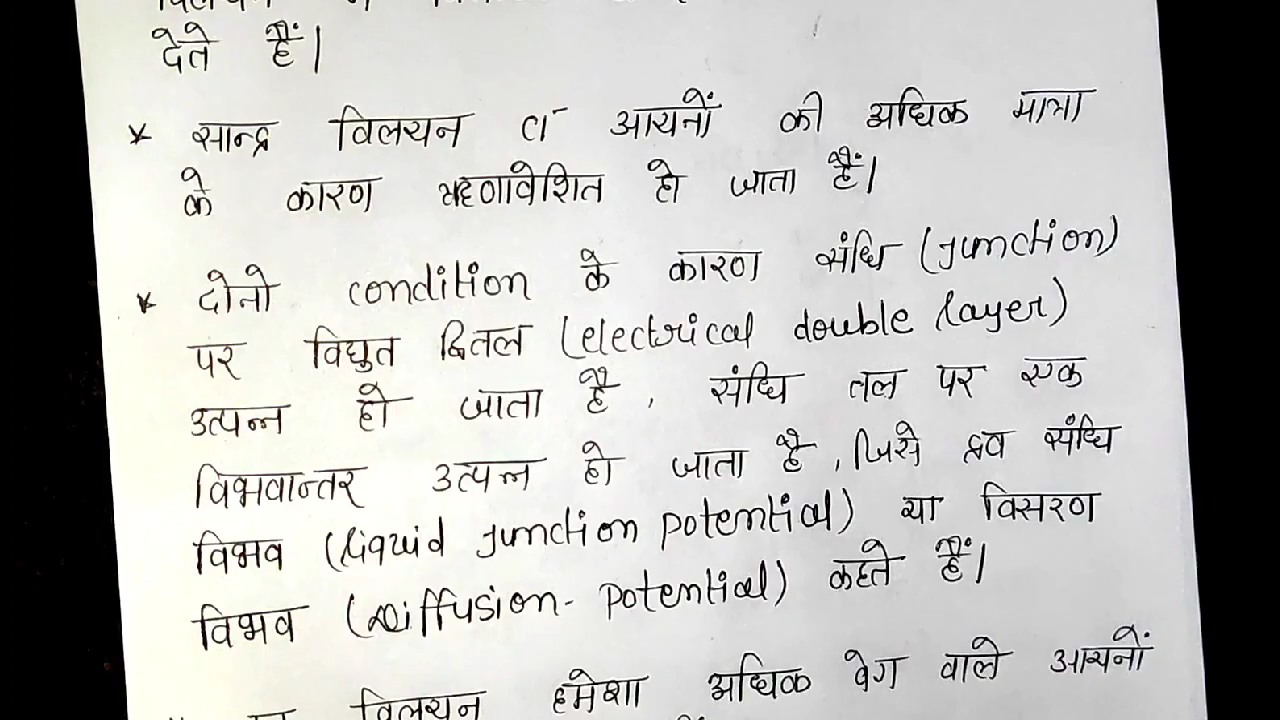 देते हैं।
* सान्द्र विलयन Cl⁻ आयनों की अधिक मात्रा
के कारण ऋणावेशित हो जाता हैं।
* दोनो condition के कारण संधि (junction)
पर विधुत द्वितल (electrical double layer)
उत्पन्न हो जाता है, संधि तल पर एक
विभवान्तर उत्पन्न हो जाता है, जिसे द्रव संधि
विभव (liquid junction potential) या विसरण
विभव (Diffusion- potential) कहते हैं।
विलयन हमेशा अधिक वेग वाले आयनों